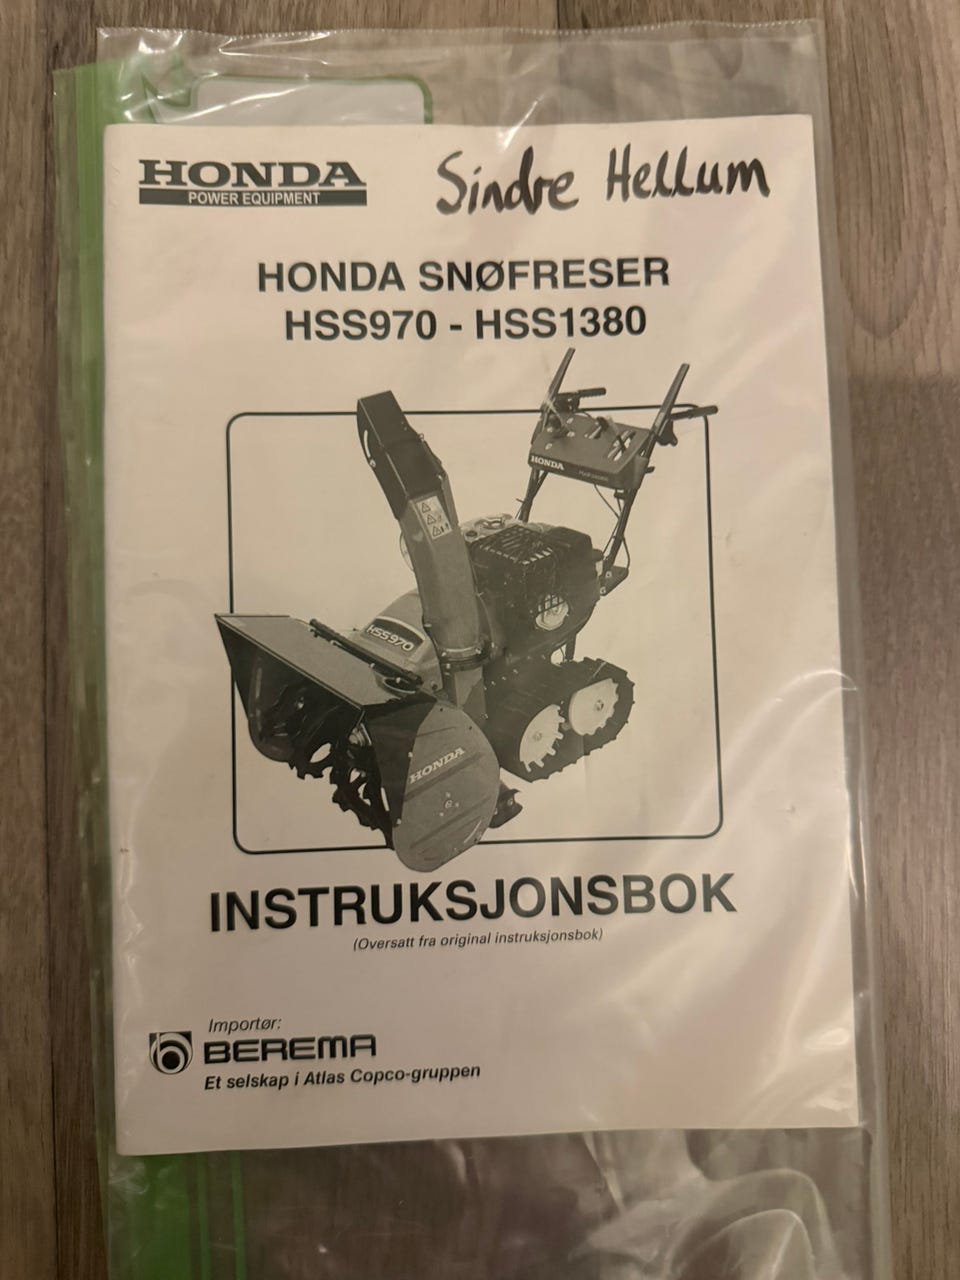 HONDA
POWER EQUIPMENT
Sindre Hellum
HONDA SNØFRESER
HSS970 - HSS1380
HONDA
HSS970
HONDA
INSTRUKSJONSBOK
(Oversatt fra original instruksjonsbok)
Importør:
BEREMA
Et selskap i Atlas Copco-gruppen